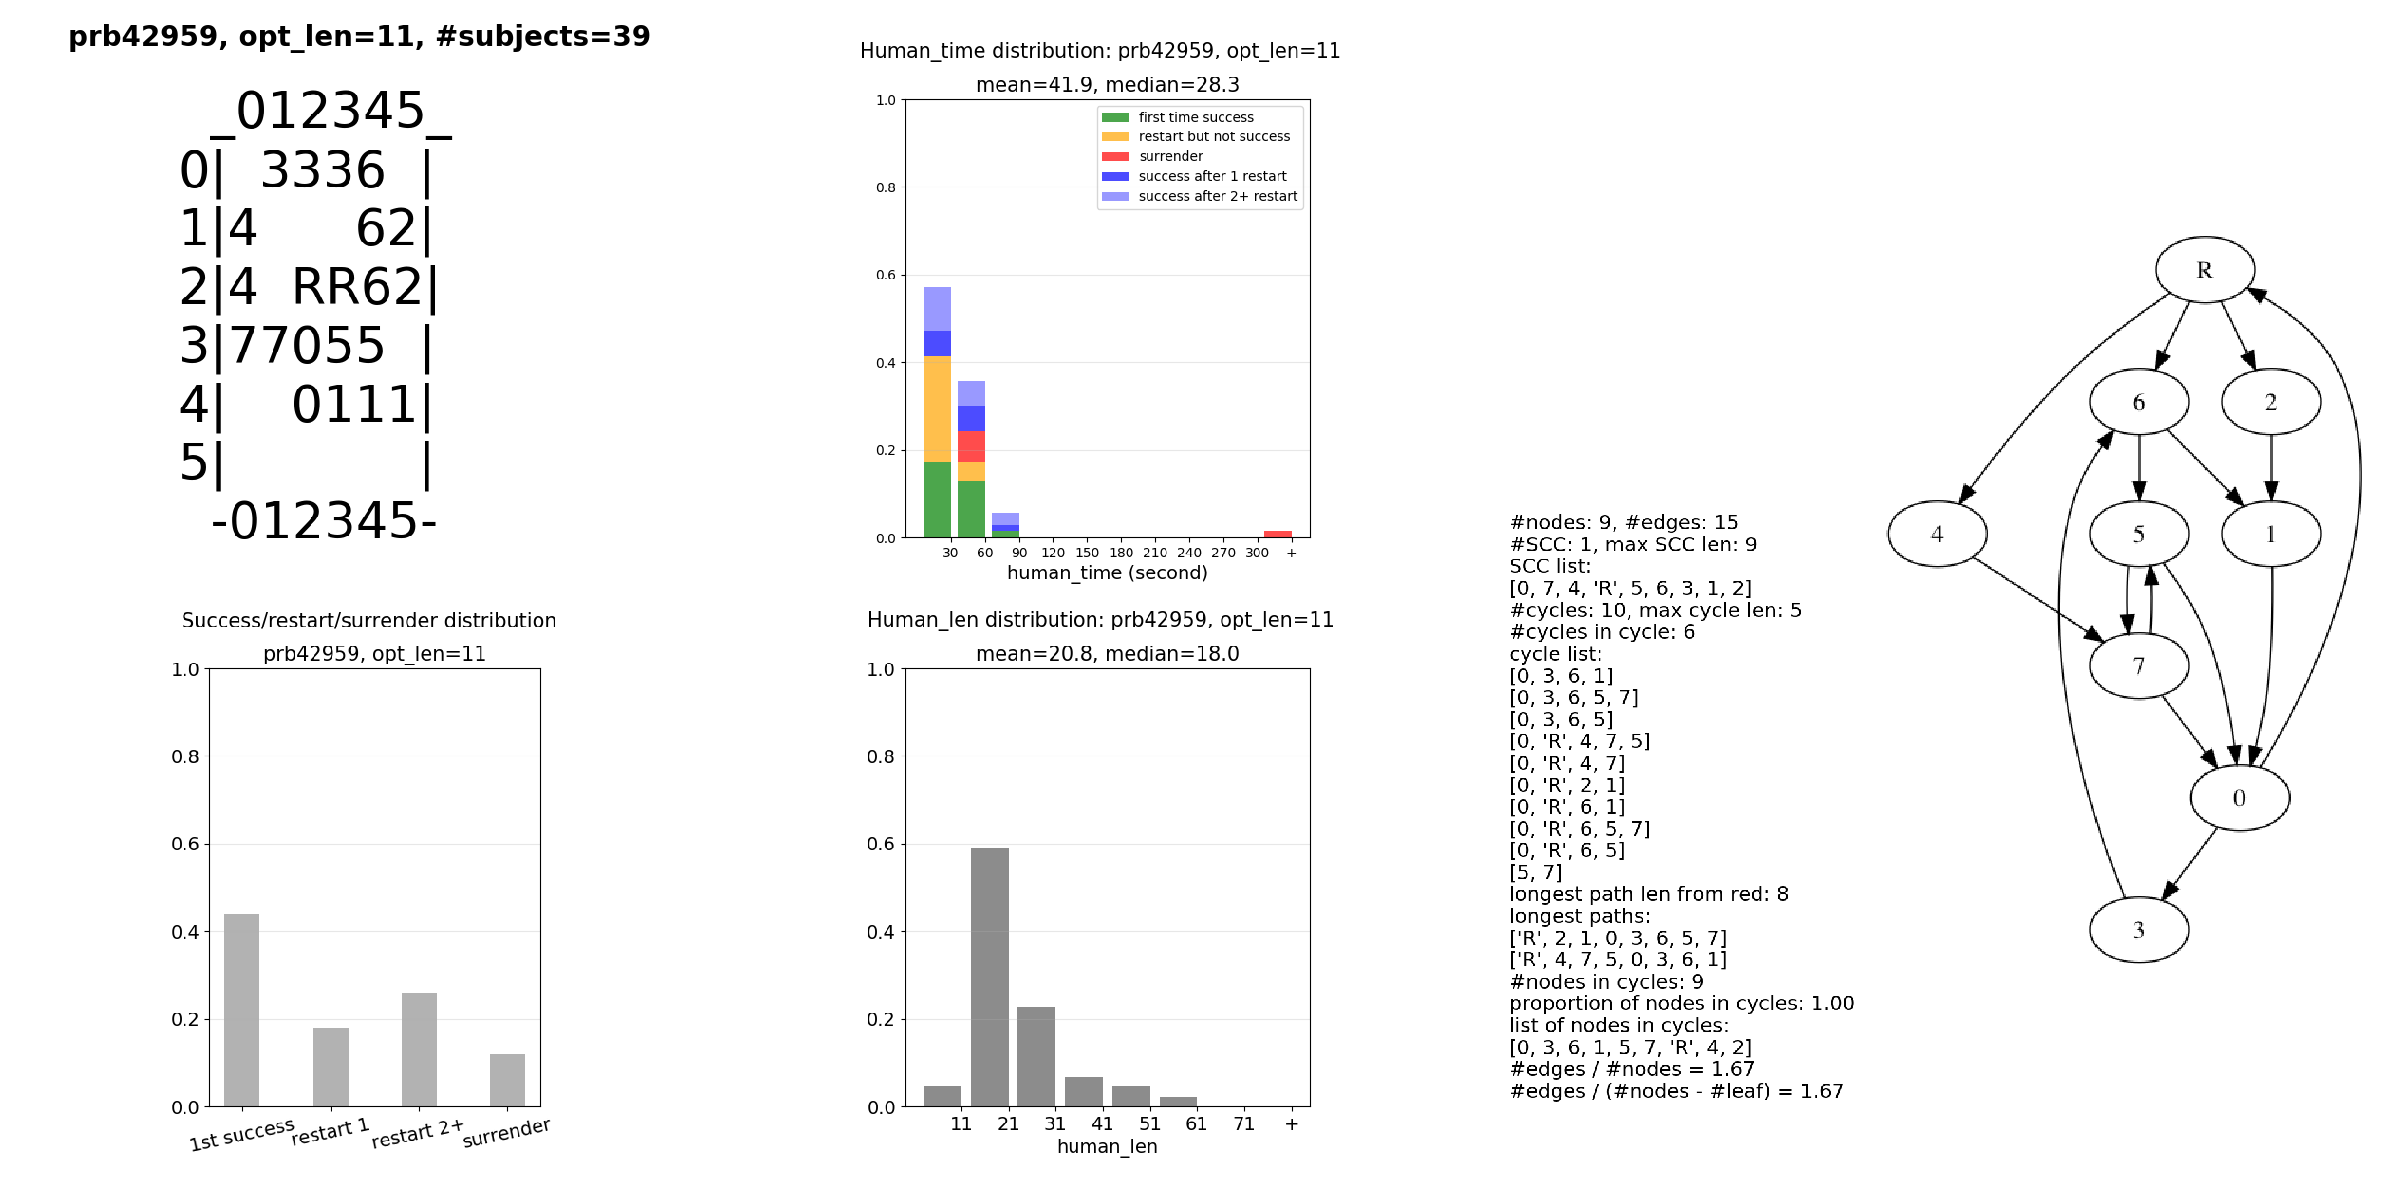 prb42959, opt_len=11, #subjects=39
_012345_
0| 3336  |
1|4    62|
2|4  RR62|
3|77055  |
4|   0111|
5|       |
-012345-
Human_time distribution: prb42959, opt_len=11
mean=41.9, median=28.3
1.0
0.8
0.6
0.4
0.2
0.0
first time success
restart but not success
surrender
success after 1 restart
success after 2+ restart
30 60 90 120 150 180 210 240 270 300 +
human_time (second)
Success/restart/surrender distribution
prb42959, opt_len=11
1.0
0.8
0.6
0.4
0.2
0.0
1st success restart 1 restart 2+ surrender
Human_len distribution: prb42959, opt_len=11
mean=20.8, median=18.0
1.0
0.8
0.6
0.4
0.2
0.0
11 21 31 41 51 61 71 +
human_len
#nodes: 9, #edges: 15
#SCC: 1, max SCC len: 9
SCC list:
[0, 7, 4, 'R', 5, 6, 3, 1, 2]
#cycles: 10, max cycle len: 5
#cycles in cycle: 6
cycle list:
[0, 3, 6, 1]
[0, 3, 6, 5, 7]
[0, 3, 6, 5]
[0, 'R', 4, 7, 5]
[0, 'R', 4, 7]
[0, 'R', 2, 1]
[0, 'R', 6, 1]
[0, 'R', 6, 5, 7]
[0, 'R', 6, 5]
[5, 7]
longest path len from red: 8
longest paths:
['R', 2, 1, 0, 3, 6, 5, 7]
['R', 4, 7, 5, 0, 3, 6, 1]
#nodes in cycles: 9
proportion of nodes in cycles: 1.00
list of nodes in cycles:
[0, 3, 6, 1, 5, 7, 'R', 4, 2]
#edges / #nodes = 1.67
#edges / (#nodes - #leaf) = 1.67
R
6 2
4 5 1
7
0
3